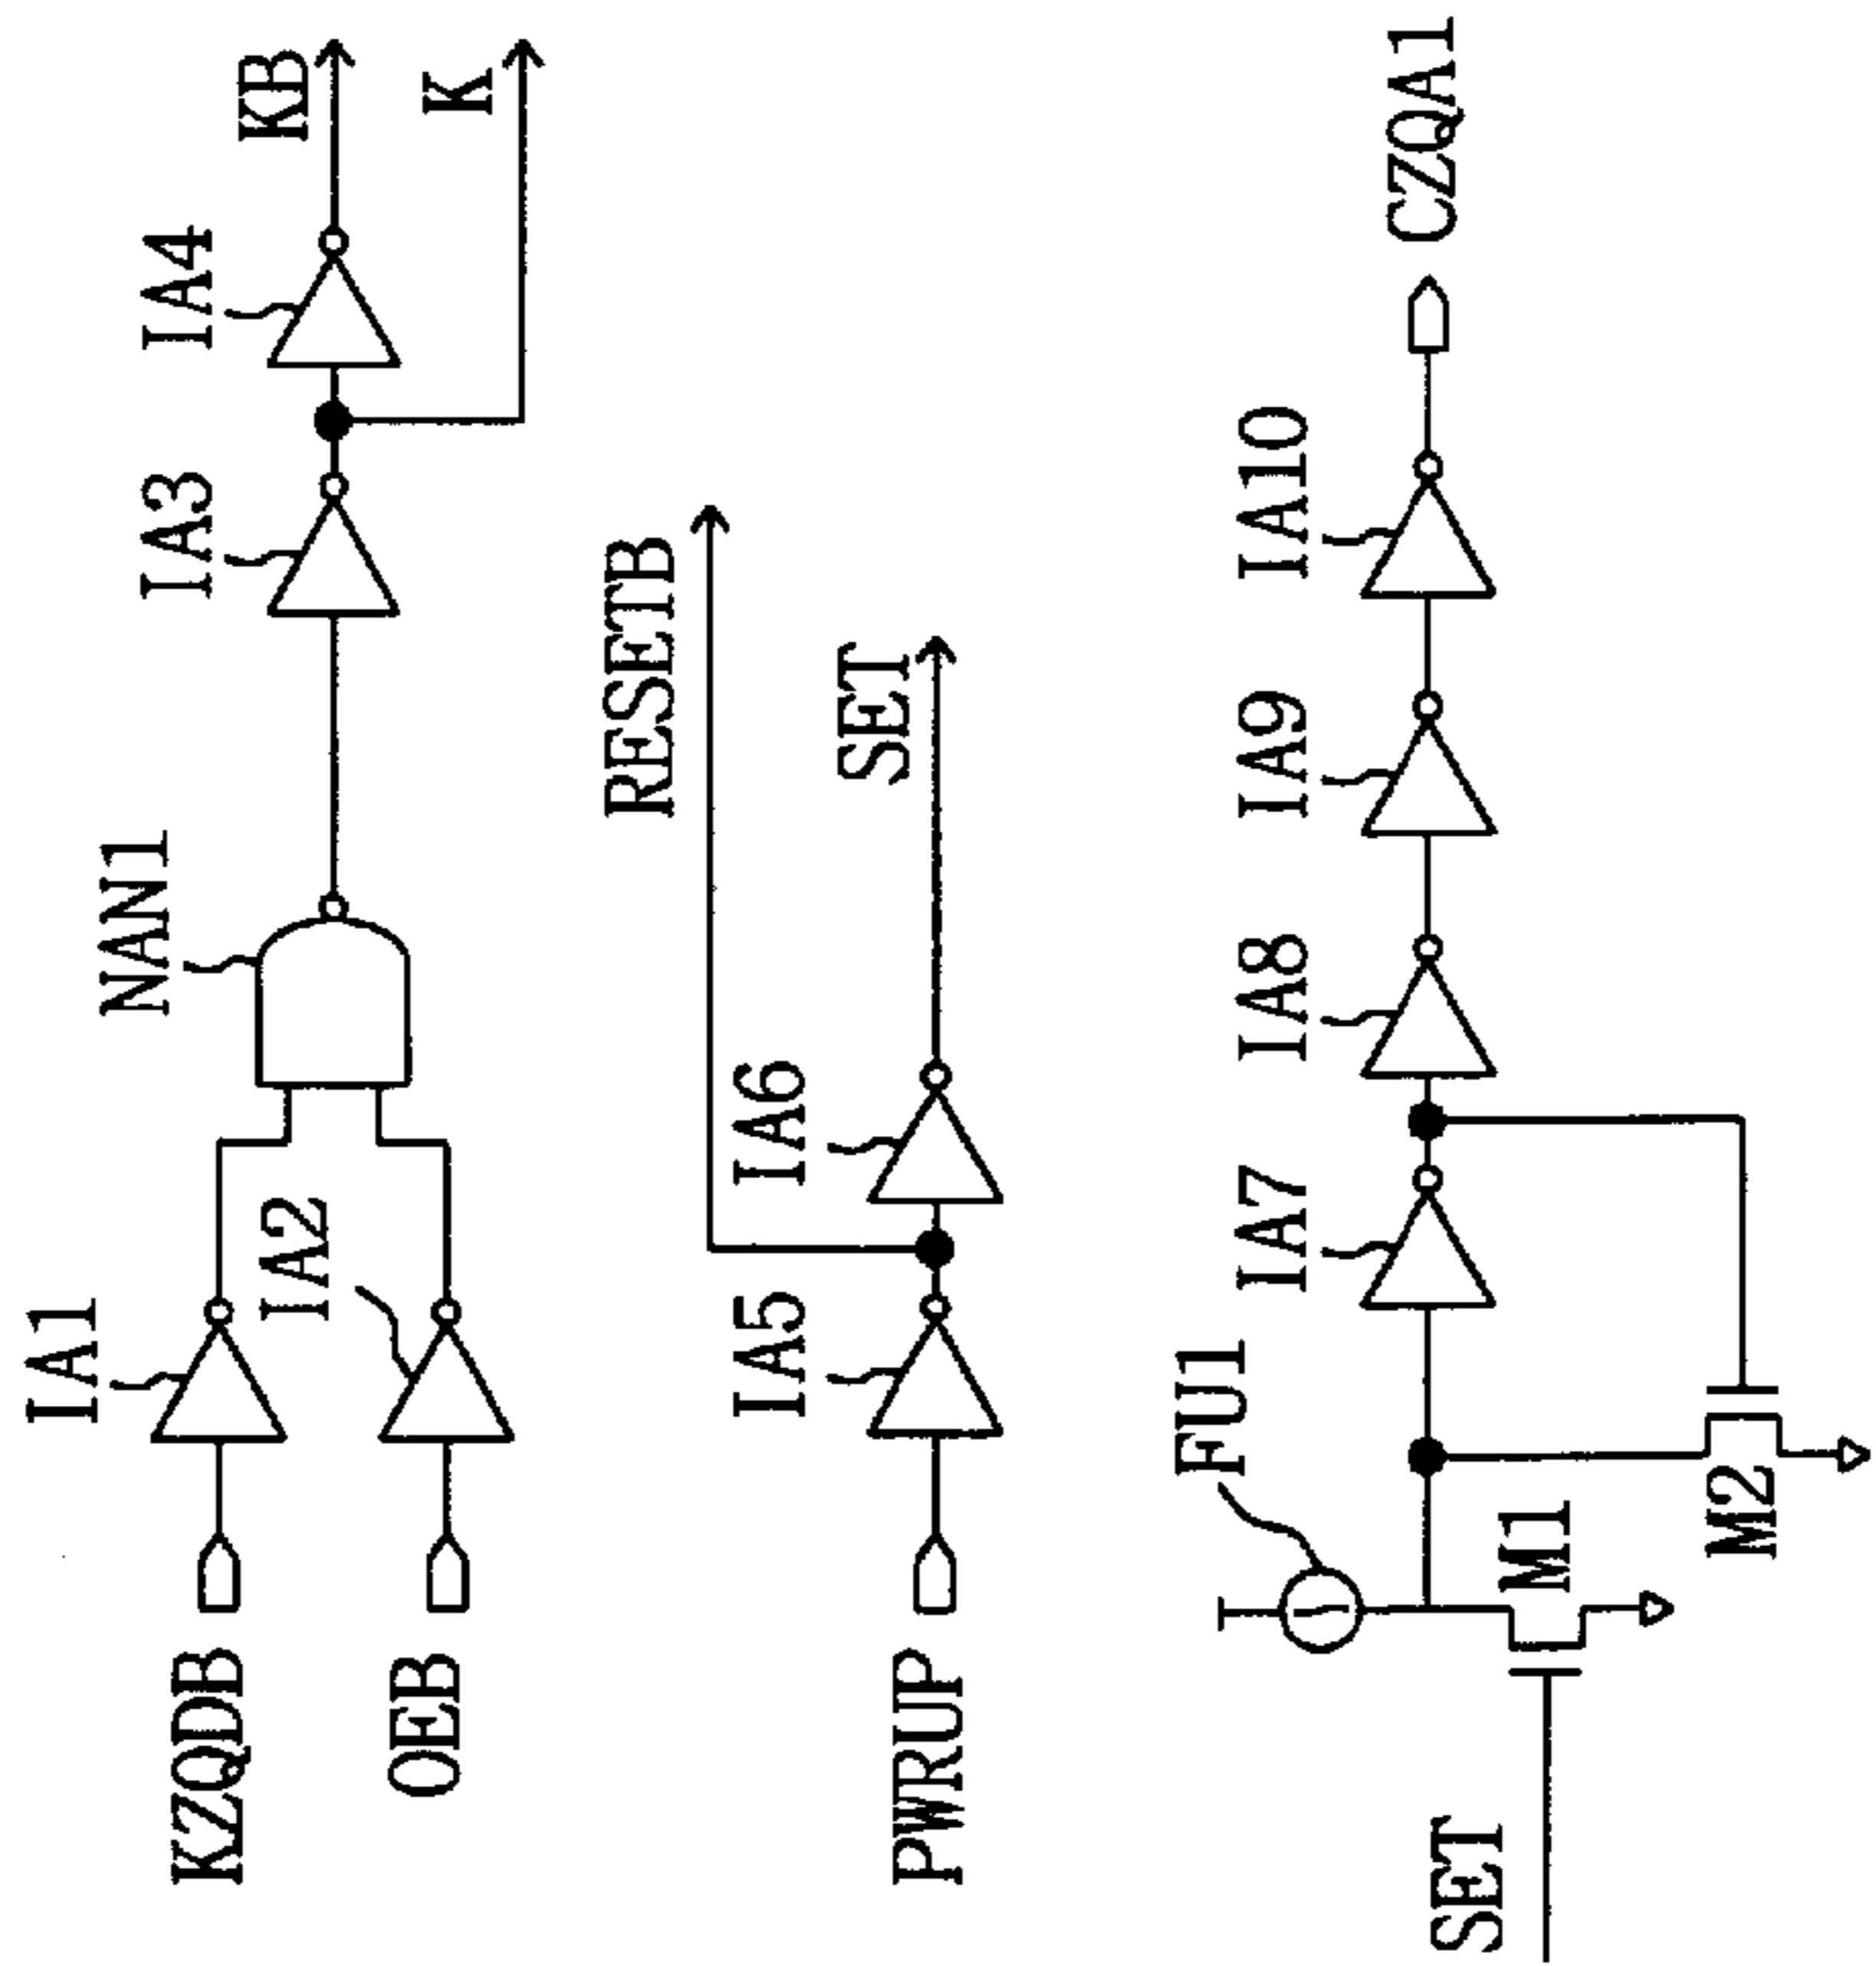 IA1
KZQDB
NAN1
IA3
IA4
KB
IA2
OEB
K
RESETB
IA5
IA6
SET
PWRUP
FU1
IA7
IA8
IA9
IA10
CZQA1
SET
M1
M2